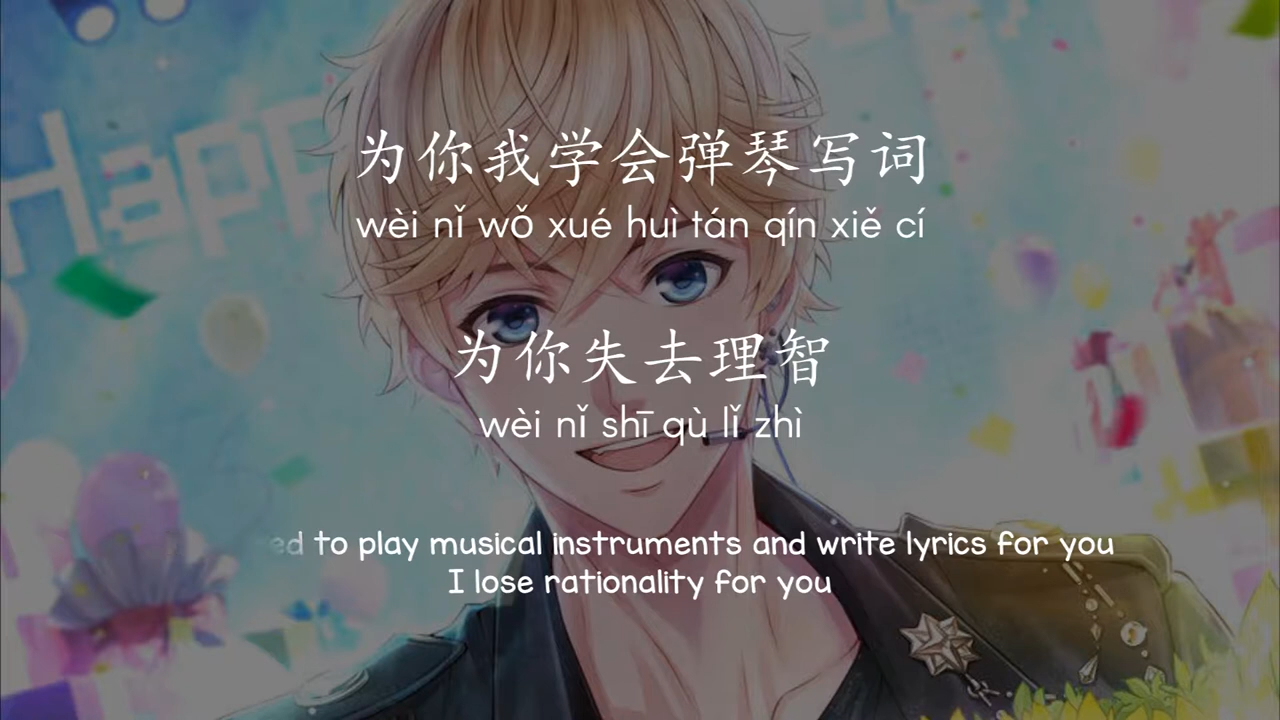 Happ
为你我学会弹琴写词
wèi nǐ wǒ xué huì tán qín xiě cí
为你失去理智
wèi nǐ shī qù lǐ zhì
ed to play musical instruments and write lyrics for you
I lose rationality for you